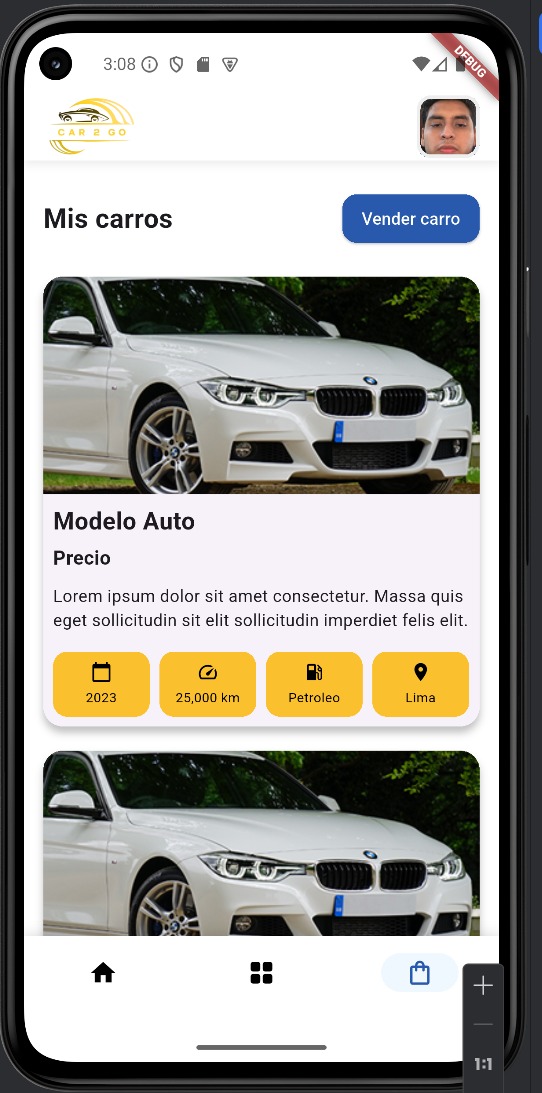 3:08
DEBUG
CAR 2 GO
Mis carros
Vender carro
Modelo Auto
Precio
Lorem ipsum dolor sit amet consectetur. Massa quis
eget sollicitudin sit elit sollicitudin imperdiet felis elit.
2023
25,000 km
Petroleo
Lima
1:1